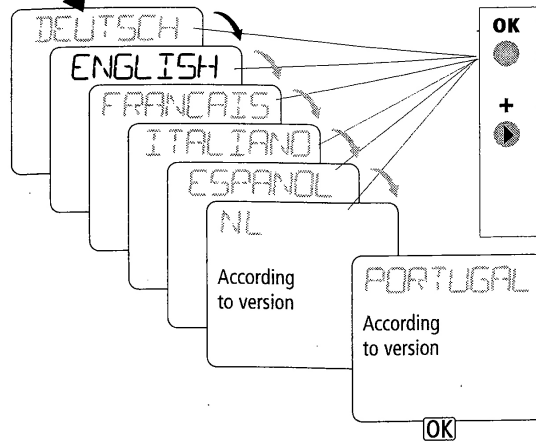 DEUTSCH
ENGLISH
FRANCAIS
ITALIANO
ESPANOL
NL
According
to version
PORTUGAL
According
to version
OK
OK
+